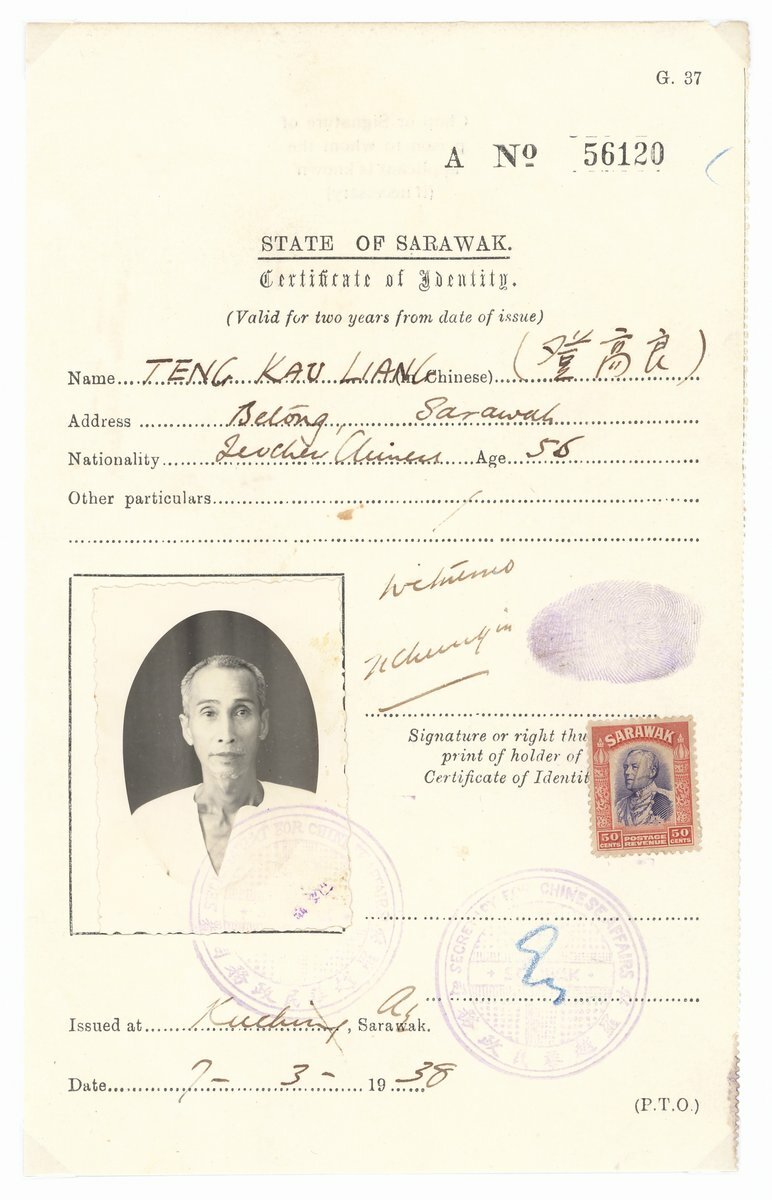 G. 37
A No 56120
STATE OF SARAWAK.
Certificate of Identity.
(Valid for two years from date of issue)
Name TENG KAU LIANG (In Chinese) (登高良)
Address Betong, Sarawak
Nationality Teochew Chinese Age 56
Other particulars
Witness
Signature or right thu
print of holder of
Certificate of Identit
SARAWAK
50 CENTS POSTAGE REVENUE 50 CENTS
SECRETARY FOR CHINESE AFFAIRS
Issued at Kuching, Sarawak.
Date 7 - 3 - 1938
(P.T.O.)